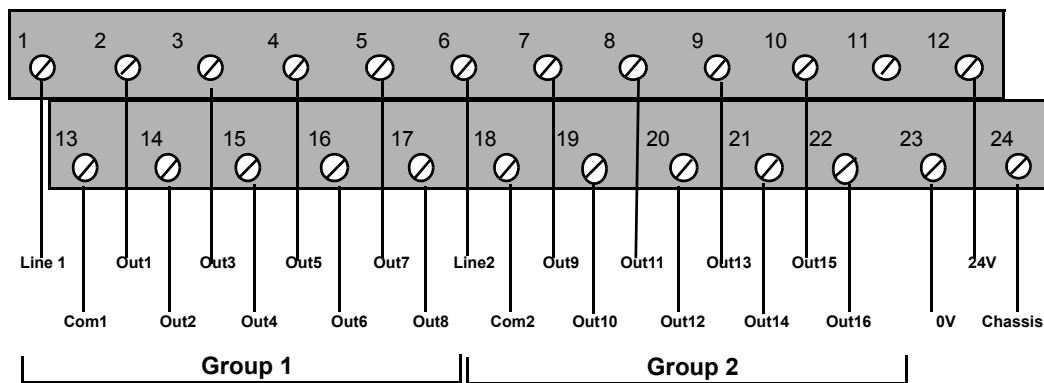 1 2 3 4 5 6 7 8 9 10 11 12
13 14 15 16 17 18 19 20 21 22 23 24
Line 1 Out1 Out3 Out5 Out7 Line2 Out9 Out11 Out13 Out15 24V
Com1 Out2 Out4 Out6 Out8 Com2 Out10 Out12 Out14 Out16 0V Chassis
Group 1 Group 2